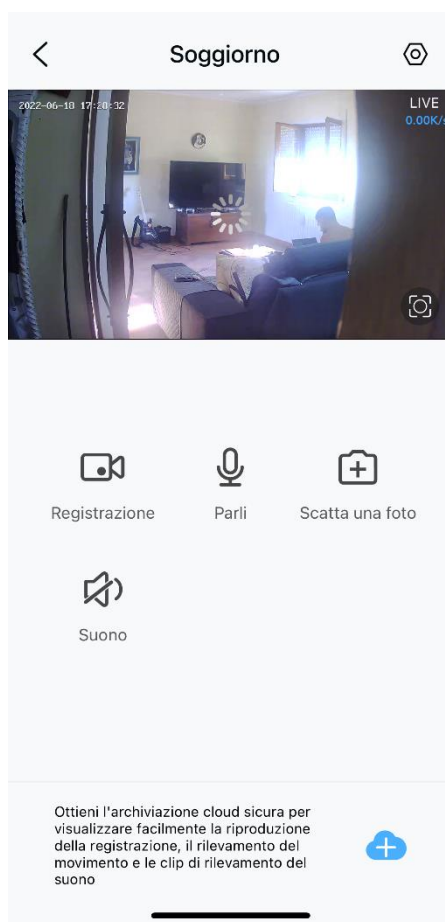 Soggiorno
2022-06-18 17:20:32
LIVE
0.00K/s
Registrazione
Parli
Scatta una foto
Suono
Ottieni l'archiviazione cloud sicura per
visualizzare facilmente la riproduzione
della registrazione, il rilevamento del
movimento e le clip di rilevamento del
suono